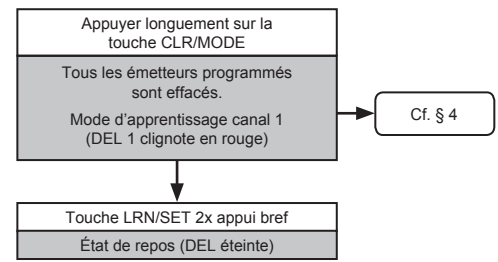 Appuyer longuement sur la
touche CLR/MODE
Tous les émetteurs programmés
sont effacés.
Mode d'apprentissage canal 1
(DEL 1 clignote en rouge)
Cf. § 4
Touche LRN/SET 2x appui bref
État de repos (DEL éteinte)